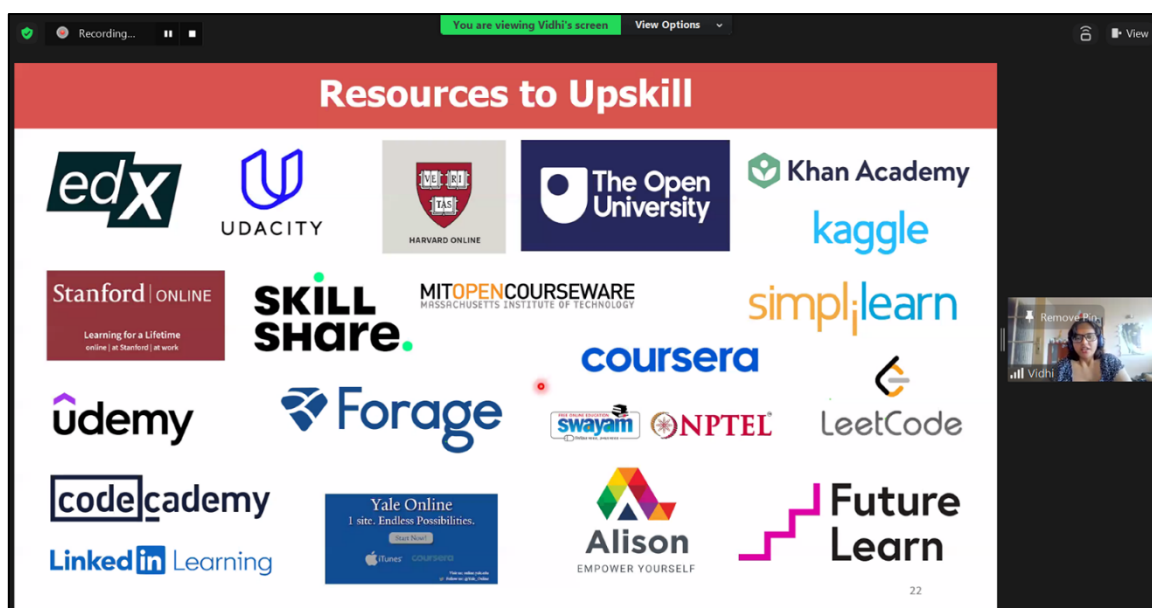 Recording...
You are viewing Vidhi's screen
View Options
View
Resources to Upskill
edX
UDACITY
VE RI
TAS
HARVARD ONLINE
The Open
University
Khan Academy
kaggle
Stanford | ONLINE
Learning for a Lifetime
online | at Stanford | at work
SKiLL
SHare.
MITOPENCOURSEWARE
MASSACHUSETTS INSTITUTE OF TECHNOLOGY
simplilearn
coursera
Remove Pin
Vidhi
udemy
Forage
FREE ONLINE EDUCATION
swayam
NPTEL®
LeetCode
codecademy
Yale Online
1 site. Endless Possibilities.
Start Now!
iTunes coursera
Alison
EMPOWER YOURSELF
Future
Learn
LinkedIn Learning
22